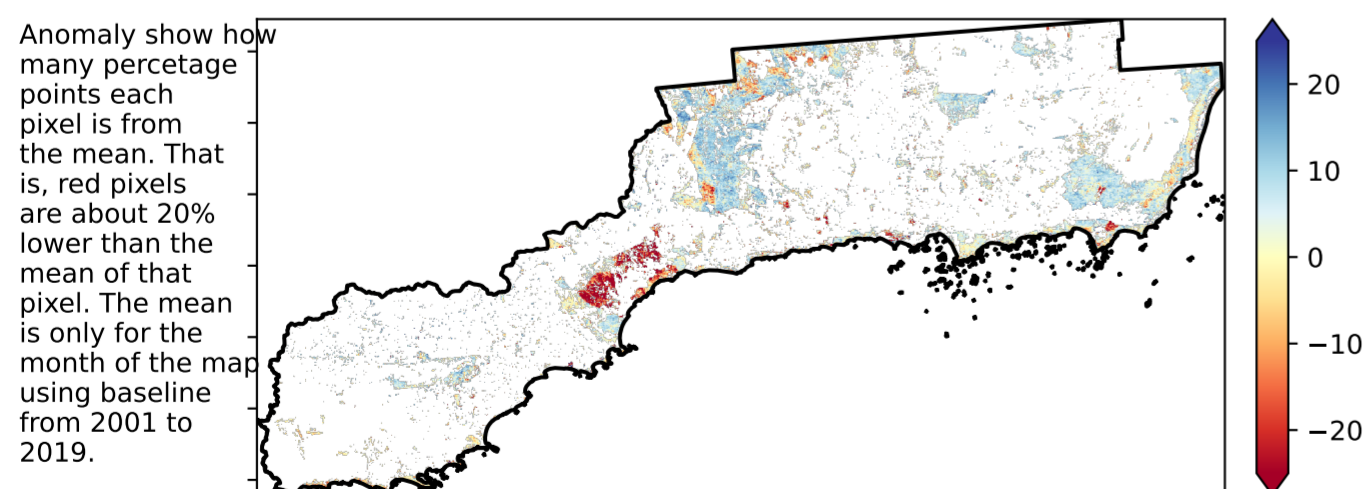 Anomaly show how
many percetage
points each
pixel is from
the mean. That
is, red pixels
are about 20%
lower than the
mean of that
pixel. The mean
is only for the
month of the map
using baseline
from 2001 to
2019.
20
10
0
−10
−20